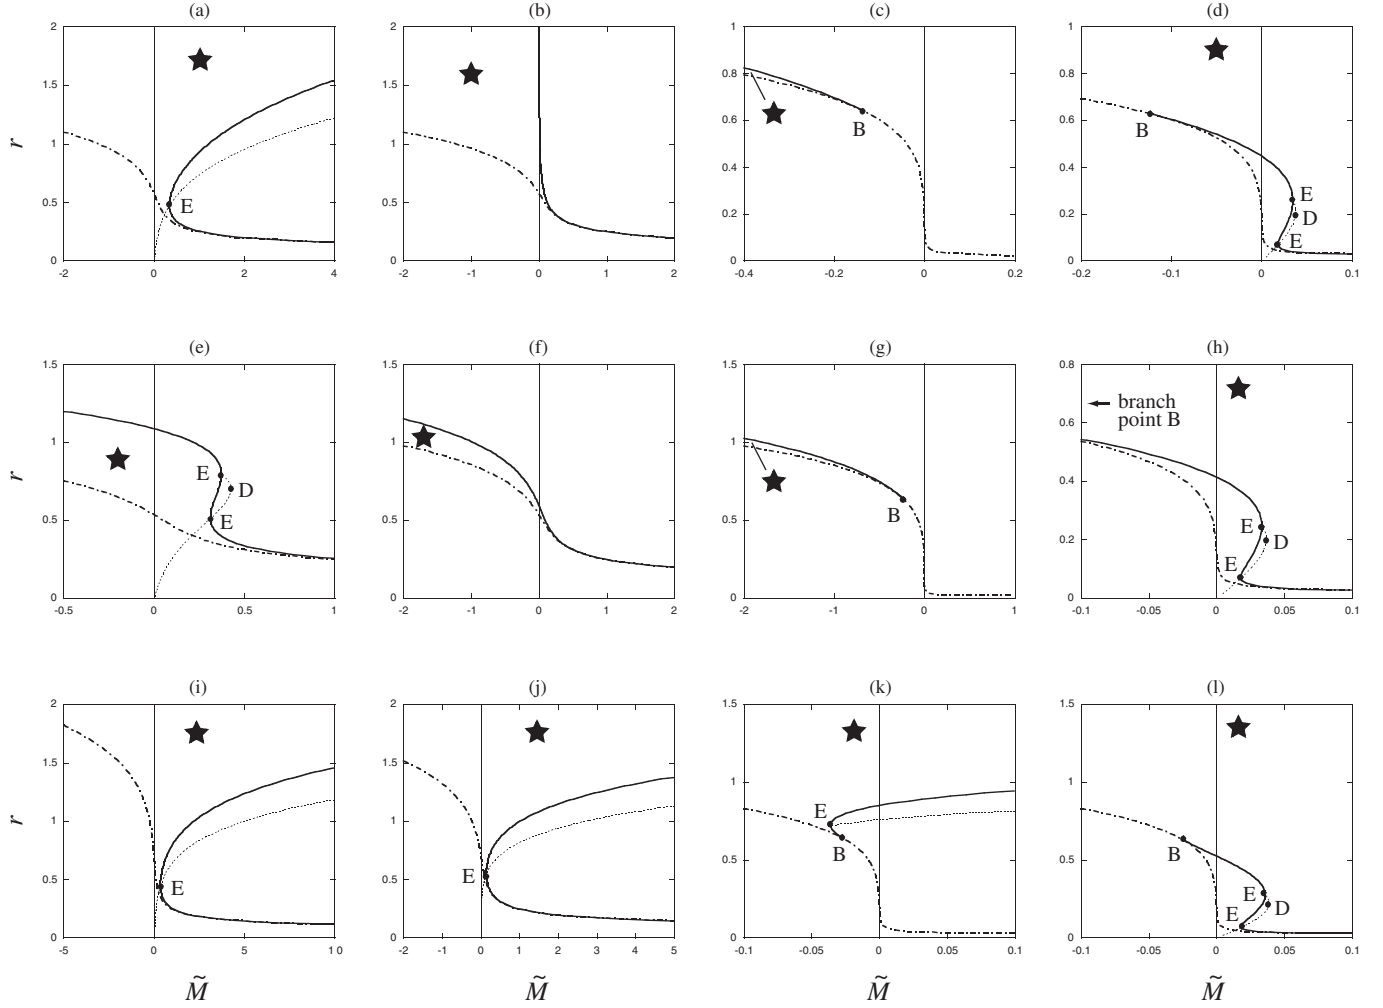 (a) (b) (c) (d)
r
2 2 1 1
1.5 1.5 0.8 0.8
1 1 0.6 0.6
0.5 0.5 0.4 0.4
0 0 0.2 0.2
0 0
E B B E D E
-2 0 2 4 -2 -1 0 1 2 -0.4 -0.2 0 0.2 -0.2 -0.1 0 0.1
(e) (f) (g) (h)
r
1.5 1.5 1.5 0.8
1 1 1 0.6
0.5 0.5 0.5 0.4
0 0 0 0.2
0
E D E B branch
point B
E D E
-0.5 0 0.5 1 -2 -1 0 1 2 -2 -1 0 1 -0.1 -0.05 0 0.05 0.1
(i) (j) (k) (l)
r
2 2 1.5 1.5
1.5 1.5 1 1
1 1 0.5 0.5
0.5 0.5 0 0
0 0
E E E B B E D E
-5 0 5 10 -2 -1 0 1 2 3 4 5 -0.1 -0.05 0 0.05 0.1 -0.1 -0.05 0 0.05 0.1
M̃ M̃ M̃ M̃